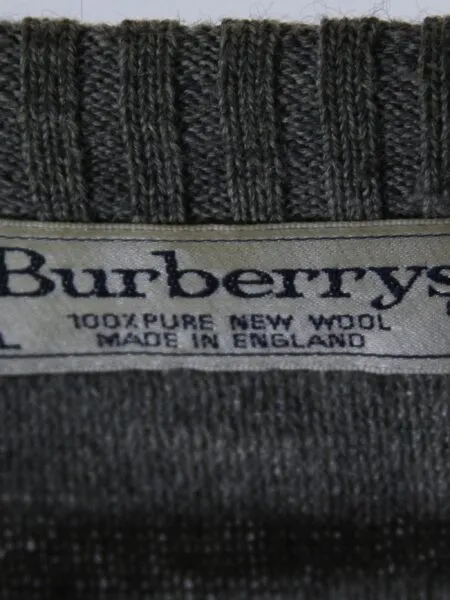 Burberrys
100% PURE NEW WOOL
L MADE IN ENGLAND